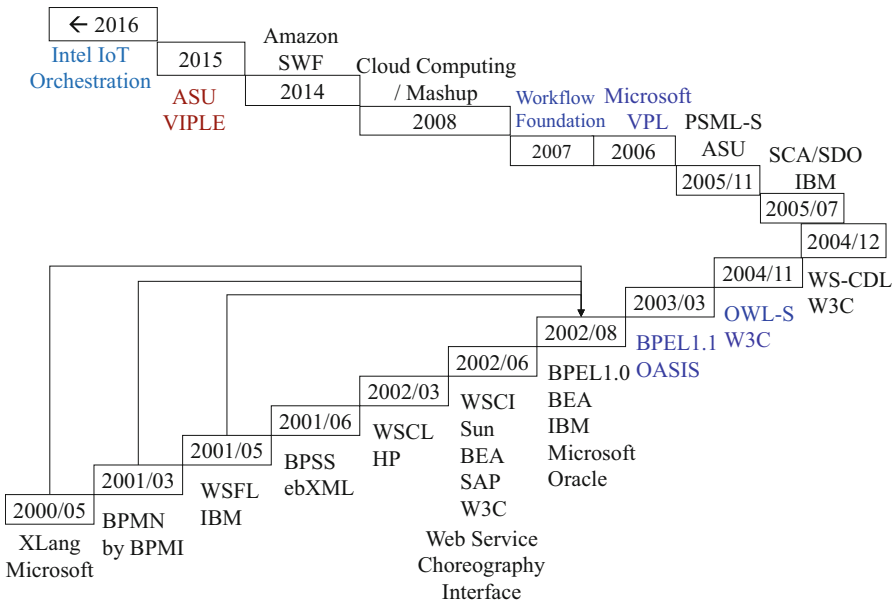 ← 2016
Intel IoT
Orchestration
2015
ASU
VIPLE
Amazon
SWF
2014
Cloud Computing
/ Mashup
2008
Workflow
Foundation
2007
Microsoft
VPL
2006
PSML-S
ASU
2005/11
SCA/SDO
IBM
2005/07
2004/12
WS-CDL
W3C
2004/11
OWL-S
W3C
2003/03
BPEL1.1
OASIS
2002/08
BPEL1.0
BEA
IBM
Microsoft
Oracle
2002/06
WSCI
Sun
BEA
SAP
W3C
Web Service
Choreography
Interface
2002/03
WSCL
HP
2001/06
BPSS
ebXML
2001/05
WSFL
IBM
2001/03
BPMN
by BPMI
2000/05
XLang
Microsoft